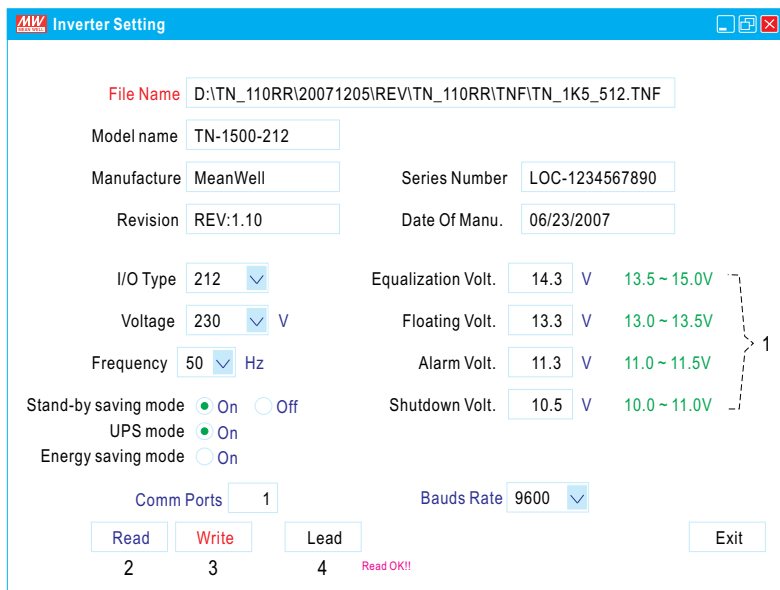 MW MEAN WELL Inverter Setting
File Name D:\TN_110RR\20071205\REV\TN_110RR\TNF\TN_1K5_512.TNF
Model name TN-1500-212
Manufacture MeanWell Series Number LOC-1234567890
Revision REV:1.10 Date Of Manu. 06/23/2007
I/O Type 212 Equalization Volt. 14.3 V 13.5 ~ 15.0V
Voltage 230 V Floating Volt. 13.3 V 13.0 ~ 13.5V
1
Frequency 50 Hz Alarm Volt. 11.3 V 11.0 ~ 11.5V
Stand-by saving mode On Off Shutdown Volt. 10.5 V 10.0 ~ 11.0V
UPS mode On
Energy saving mode On
Comm Ports 1 Bauds Rate 9600
Read Write Lead Exit
2 3 4 Read OK!!